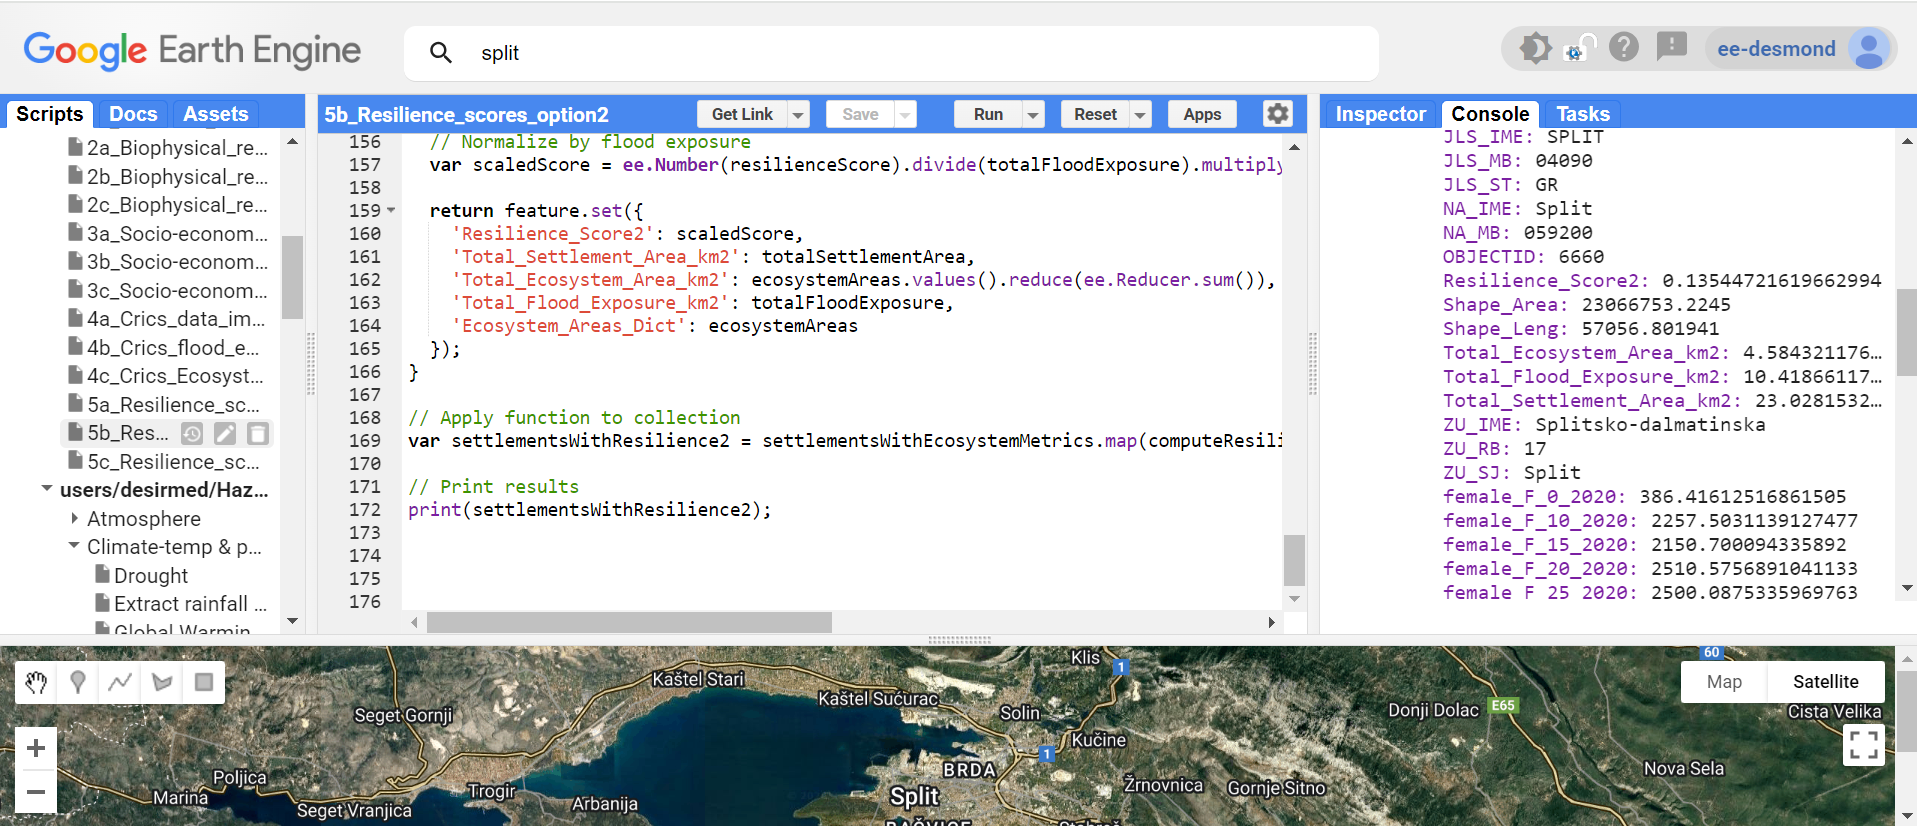 Google Earth Engine
split
ee-desmond
Scripts
Docs
Assets
2a_Biophysical_re...
2b_Biophysical_re...
2c_Biophysical_re...
3a_Socio-econom...
3b_Socio-econom...
3c_Socio-econom...
4a_Crics_data_im...
4b_Crics_flood_e...
4c_Crics_Ecosyst...
5a_Resilience_sc...
5b_Res...
5c_Resilience_sc...
users/desirmed/Haz...
Atmosphere
Climate-temp & p...
Drought
Extract rainfall ...
Global Warmin
5b_Resilience_scores_option2
Get Link
Save
Run
Reset
Apps
156 // Normalize by flood exposure
157 var scaledScore = ee.Number(resilienceScore).divide(totalFloodExposure).multiply
158
159 return feature.set({
160 'Resilience_Score2': scaledScore,
161 'Total_Settlement_Area_km2': totalSettlementArea,
162 'Total_Ecosystem_Area_km2': ecosystemAreas.values().reduce(ee.Reducer.sum()),
163 'Total_Flood_Exposure_km2': totalFloodExposure,
164 'Ecosystem_Areas_Dict': ecosystemAreas
165 });
166 }
167
168 // Apply function to collection
169 var settlementsWithResilience2 = settlementsWithEcosystemMetrics.map(computeResili
170
171 // Print results
172 print(settlementsWithResilience2);
173
174
175
176
Inspector
Console
Tasks
JLS_IME: SPLIT
JLS_MB: 04090
JLS_ST: GR
NA_IME: Split
NA_MB: 059200
OBJECTID: 6660
Resilience_Score2: 0.13544721619662994
Shape_Area: 23066753.2245
Shape_Leng: 57056.801941
Total_Ecosystem_Area_km2: 4.584321176...
Total_Flood_Exposure_km2: 10.41866117...
Total_Settlement_Area_km2: 23.0281532...
ZU_IME: Splitsko-dalmatinska
ZU_RB: 17
ZU_SJ: Split
female_F_0_2020: 386.41612516861505
female_F_10_2020: 2257.5031139127477
female_F_15_2020: 2150.700094335892
female_F_20_2020: 2510.5756891041133
female_F_25_2020: 2500.0875335969763
Klis
1
60
Map
Satellite
Kaštel Stari
Kaštel Sućurac
Seget Gornji
Solin
Donji Dolac
E65
Cista Velika
Kučine
1
BRDA
Poljica
Trogir
Marina
Seget Vranjica
Arbanija
Split
Žrnovnica
Gornje Sitno
Nova Sela
BAČVICE
Stobreč